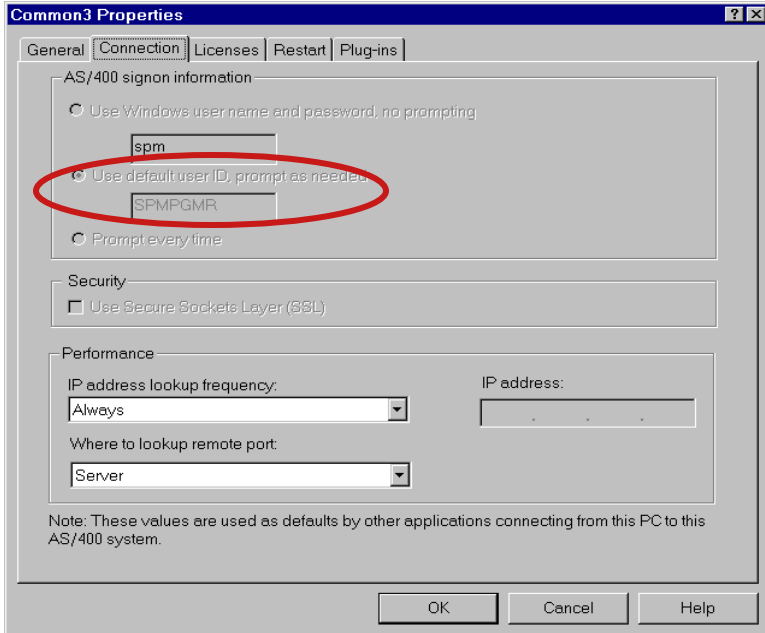 Common3 Properties
General Connection Licenses Restart Plug-ins
AS/400 signon information
Use Windows user name and password, no prompting
spm
Use default user ID, prompt as needed
SPMPGMR
Prompt every time
Security
Use Secure Sockets Layer (SSL)
Performance
IP address lookup frequency:
IP address:
Always
Where to lookup remote port:
Server
Note: These values are used as defaults by other applications connecting from this PC to this
AS/400 system.
OK Cancel Help